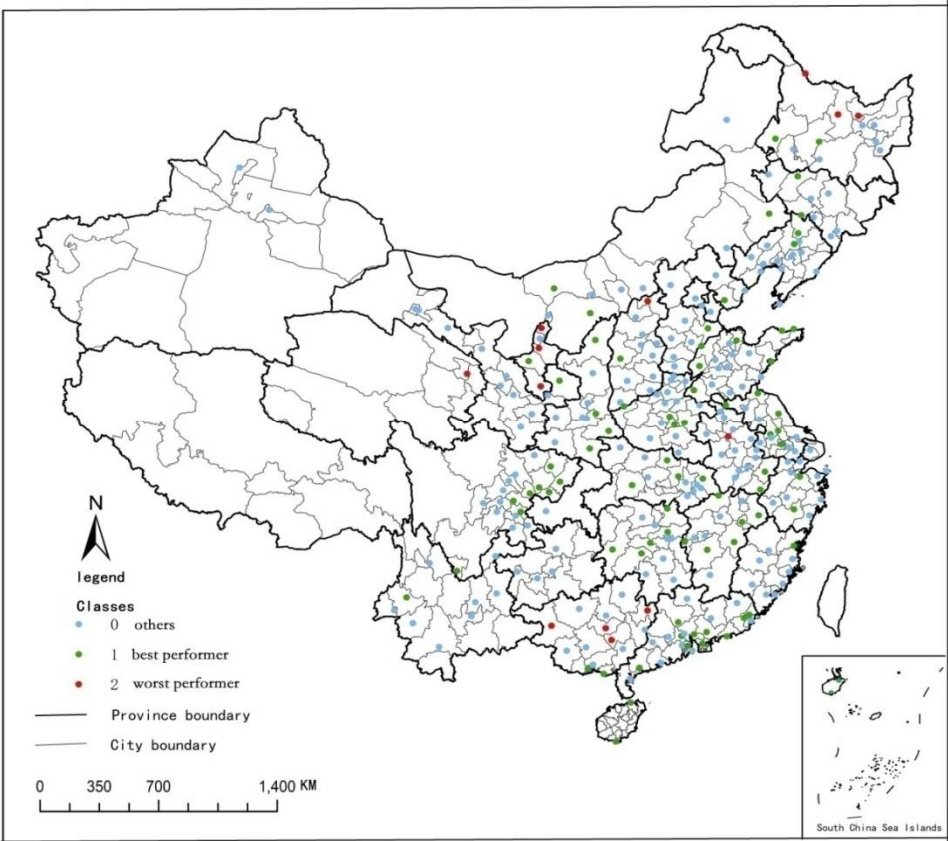 N
legend
Classes
0 others
1 best performer
2 worst performer
Province boundary
City boundary
0 350 700 1,400 KM
South China Sea Islands